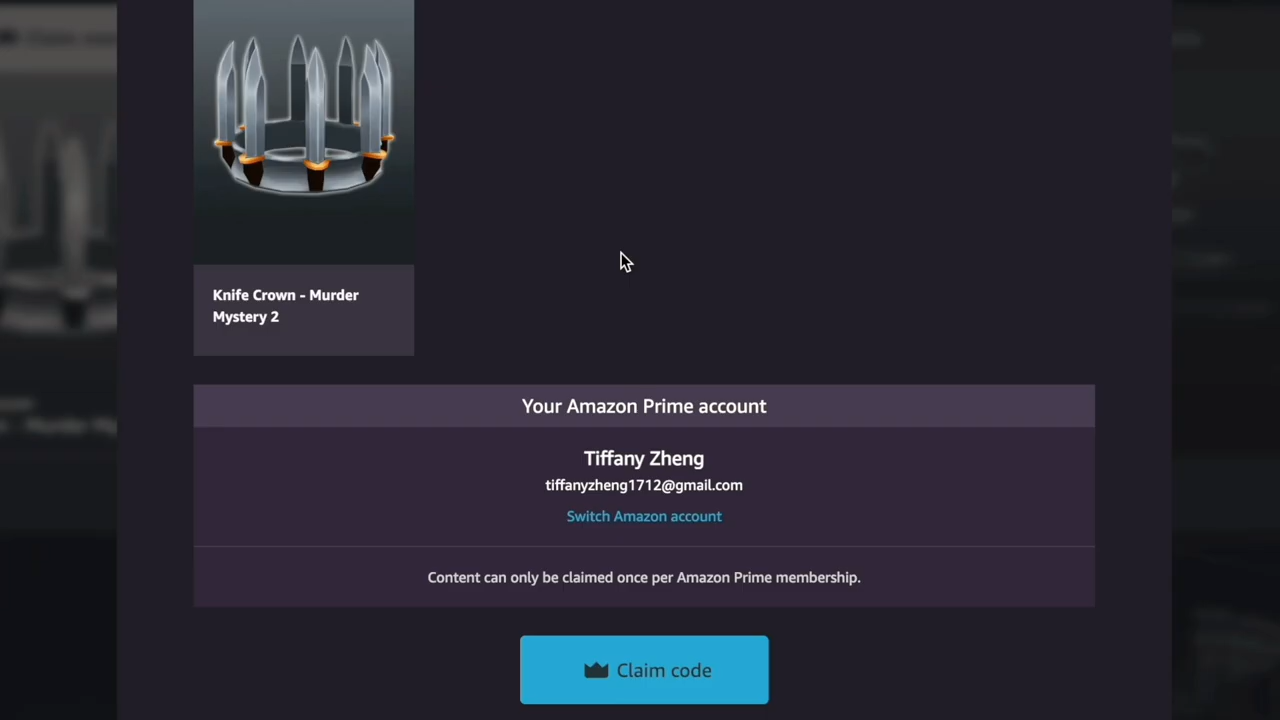 Knife Crown - Murder
Mystery 2
Your Amazon Prime account
Tiffany Zheng
tiffanyzheng1712@gmail.com
Switch Amazon account
Content can only be claimed once per Amazon Prime membership.
Claim code